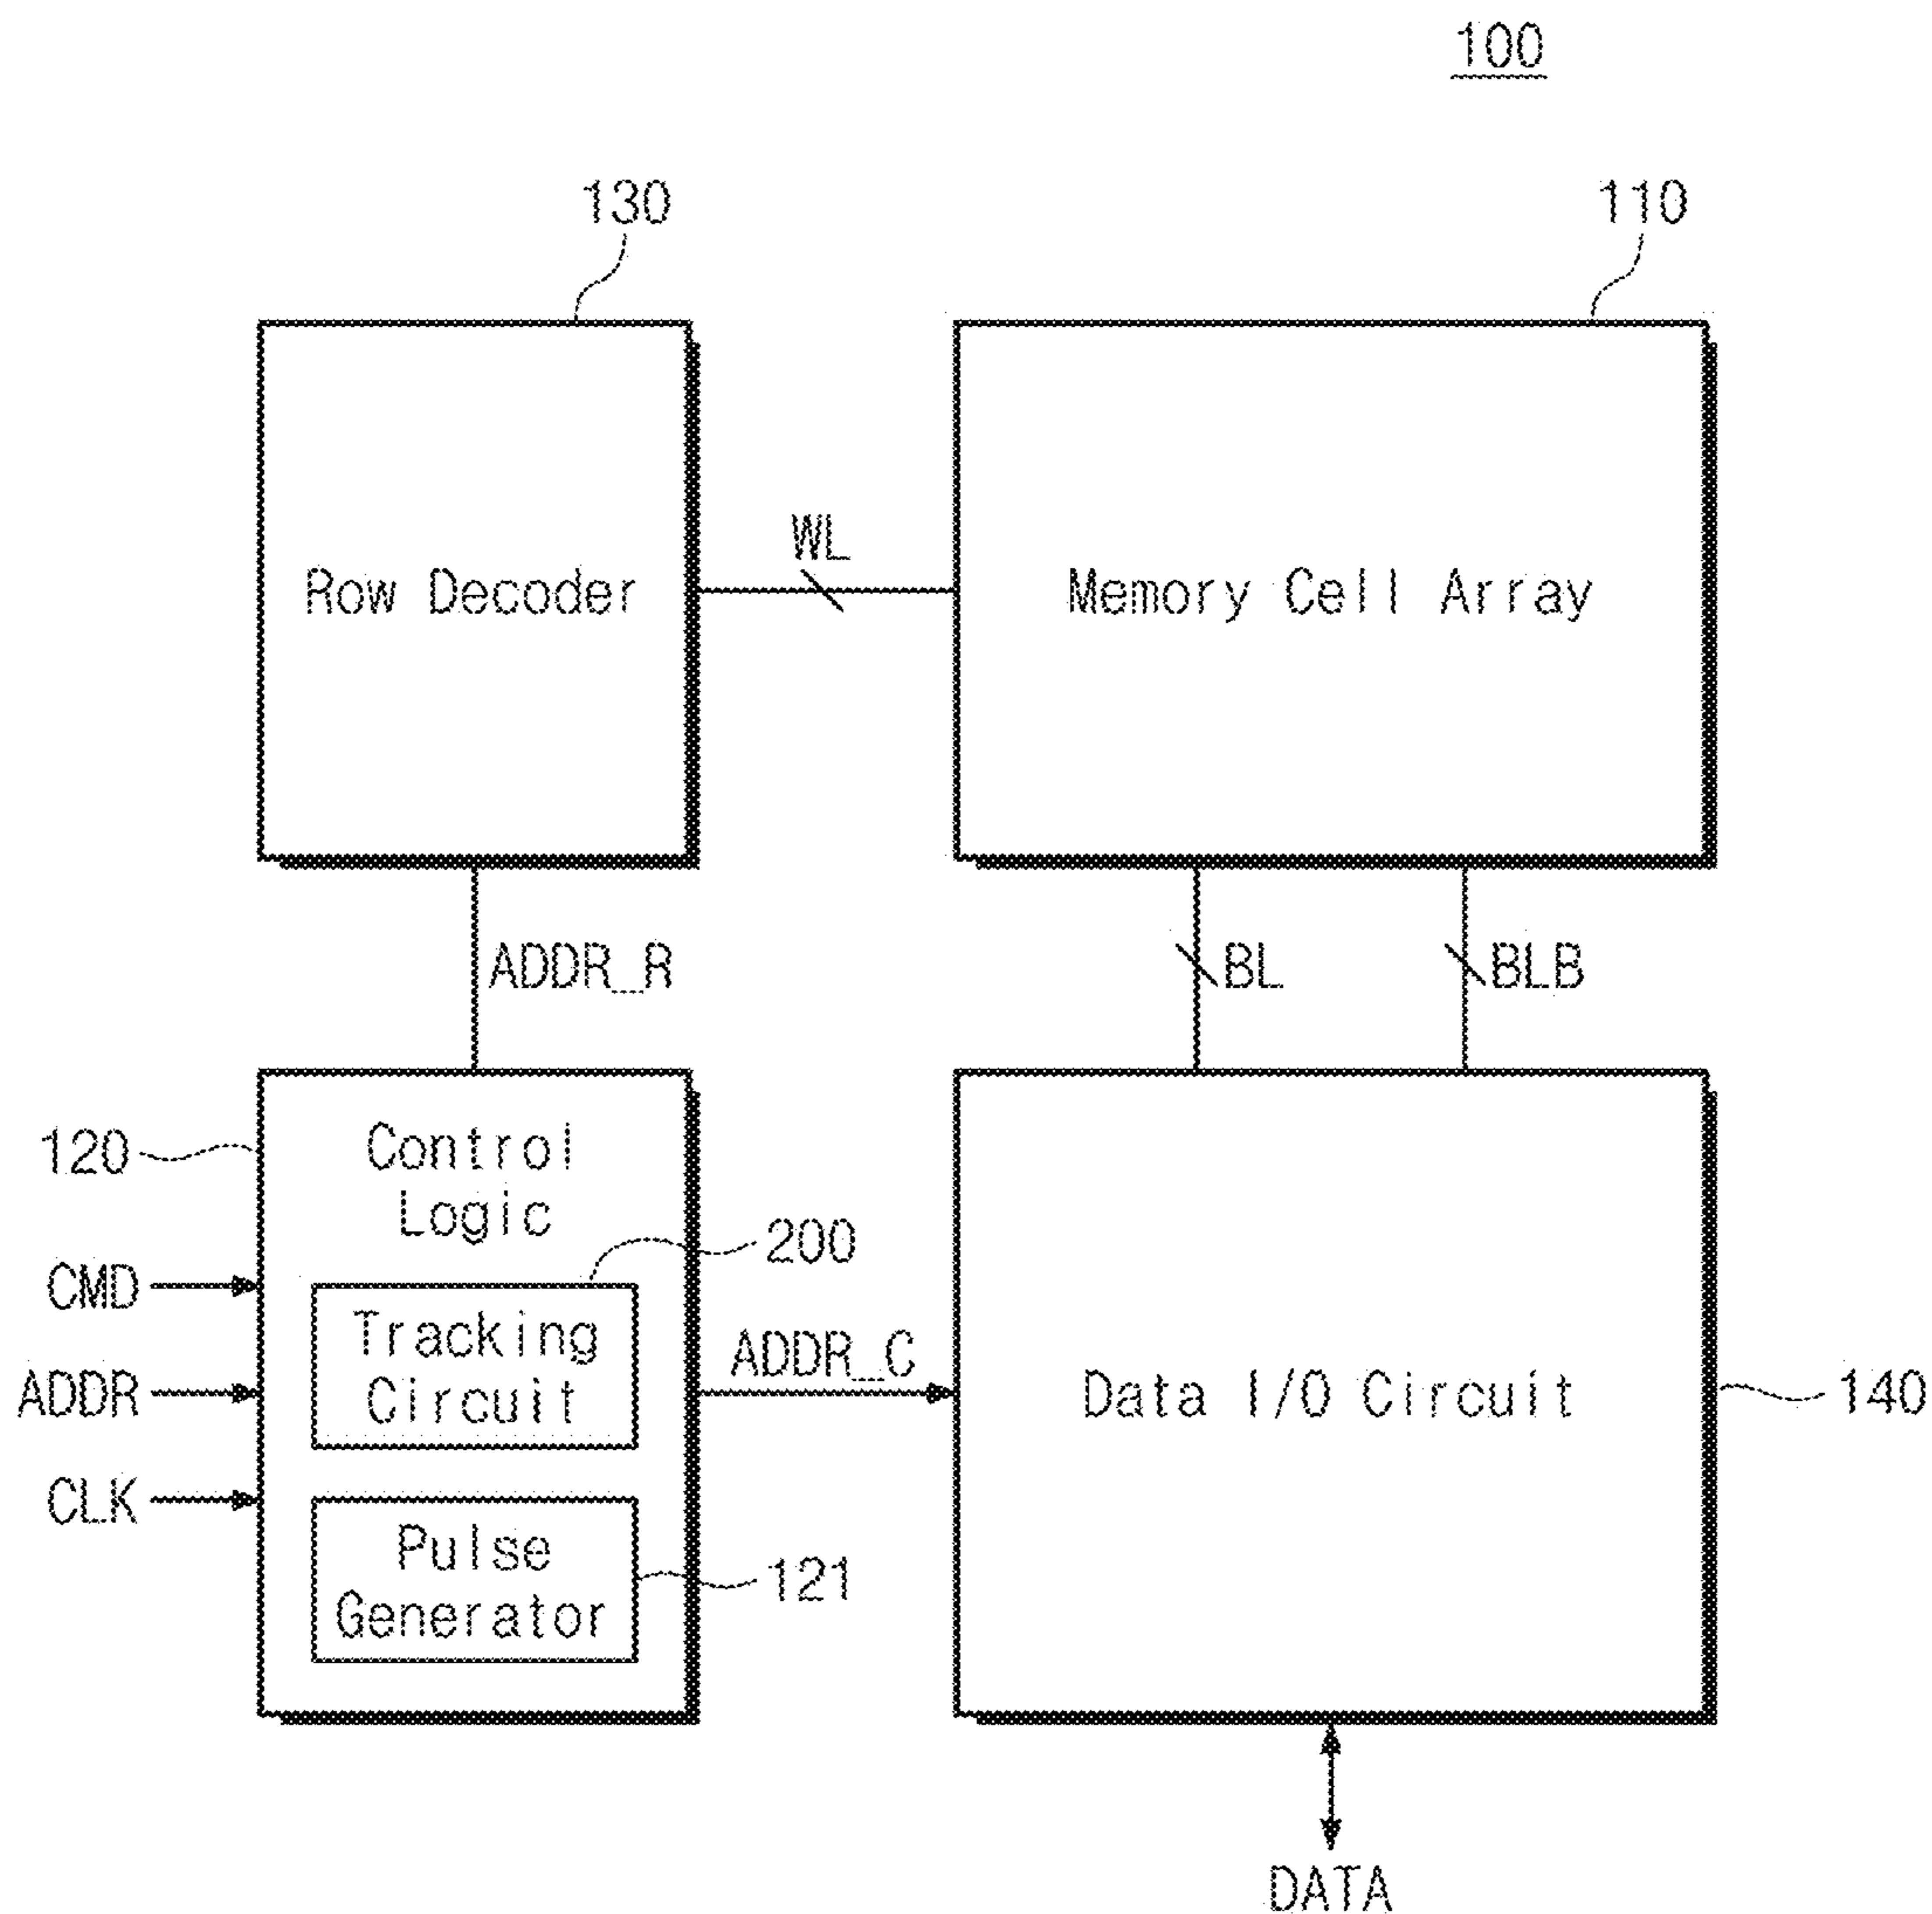 100
130
110
WL
Row Decoder
Memory Cell Array
ADDR_R
BL
BLB
120
Control
Logic
200
CMD
Tracking
Circuit
ADDR_C
ADDR
Data I/O Circuit
140
CLK
Pulse
Generator
121
DATA